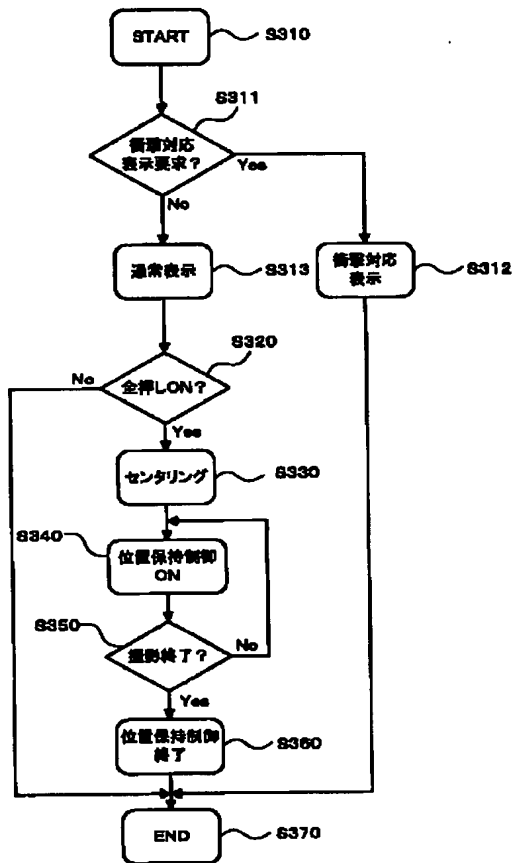 START
S310
S311
衝撃対応
表示要求?
Yes
No
通常表示
S313
衝撃対応
表示
S312
S320
No
全押しON?
Yes
センタリング
S330
S340
位置保持制御
ON
S350
撮影終了?
No
Yes
位置保持制御
終了
S360
END
S370